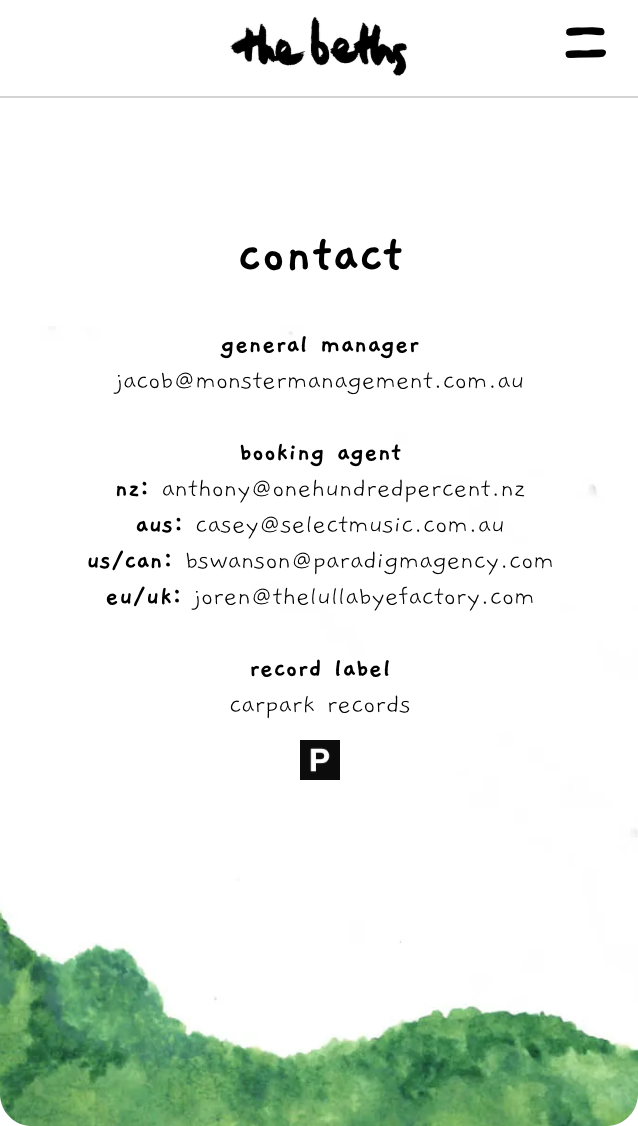 the beths
contact
general manager
jacob@monstermanagement.com.au
booking agent
nz: anthony@onehundredpercent.nz
aus: casey@selectmusic.com.au
us/can: bswanson@paradigmagency.com
eu/uk: joren@thelullabyefactory.com
record label
carpark records
P